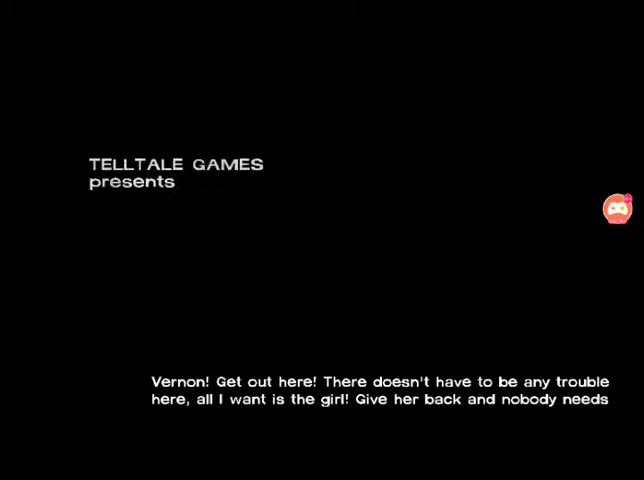 TELLTALE GAMES
presents
Vernon! Get out here! There doesn't have to be any trouble
here, all I want is the girl! Give her back and nobody needs